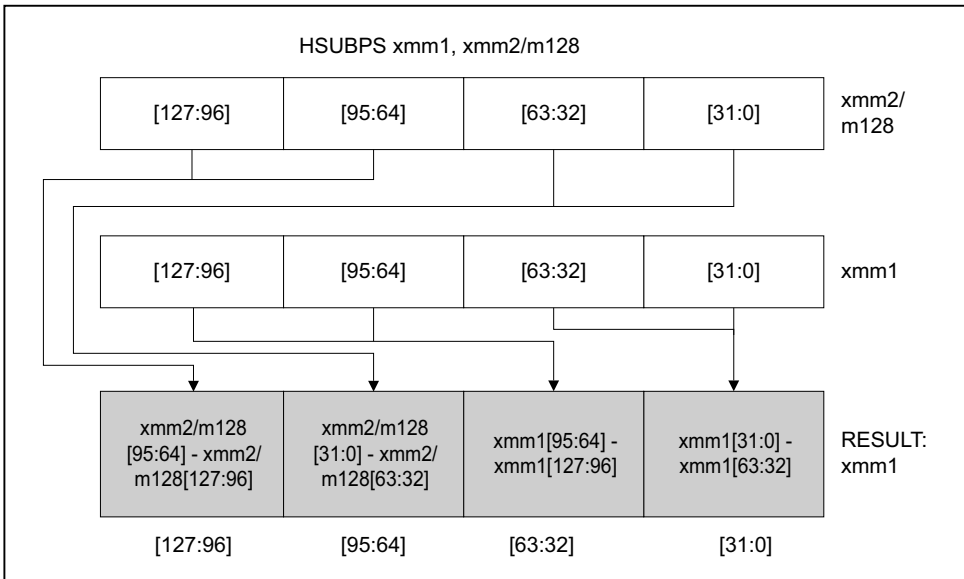 HSUBPS xmm1, xmm2/m128
[127:96] [95:64] [63:32] [31:0]
xmm2/
m128
[127:96] [95:64] [63:32] [31:0] xmm1
xmm2/m128
[95:64] - xmm2/
m128[127:96]
xmm2/m128
[31:0] - xmm2/
m128[63:32]
xmm1[95:64] -
xmm1[127:96]
xmm1[31:0] -
xmm1[63:32]
RESULT:
xmm1
[127:96] [95:64] [63:32] [31:0]